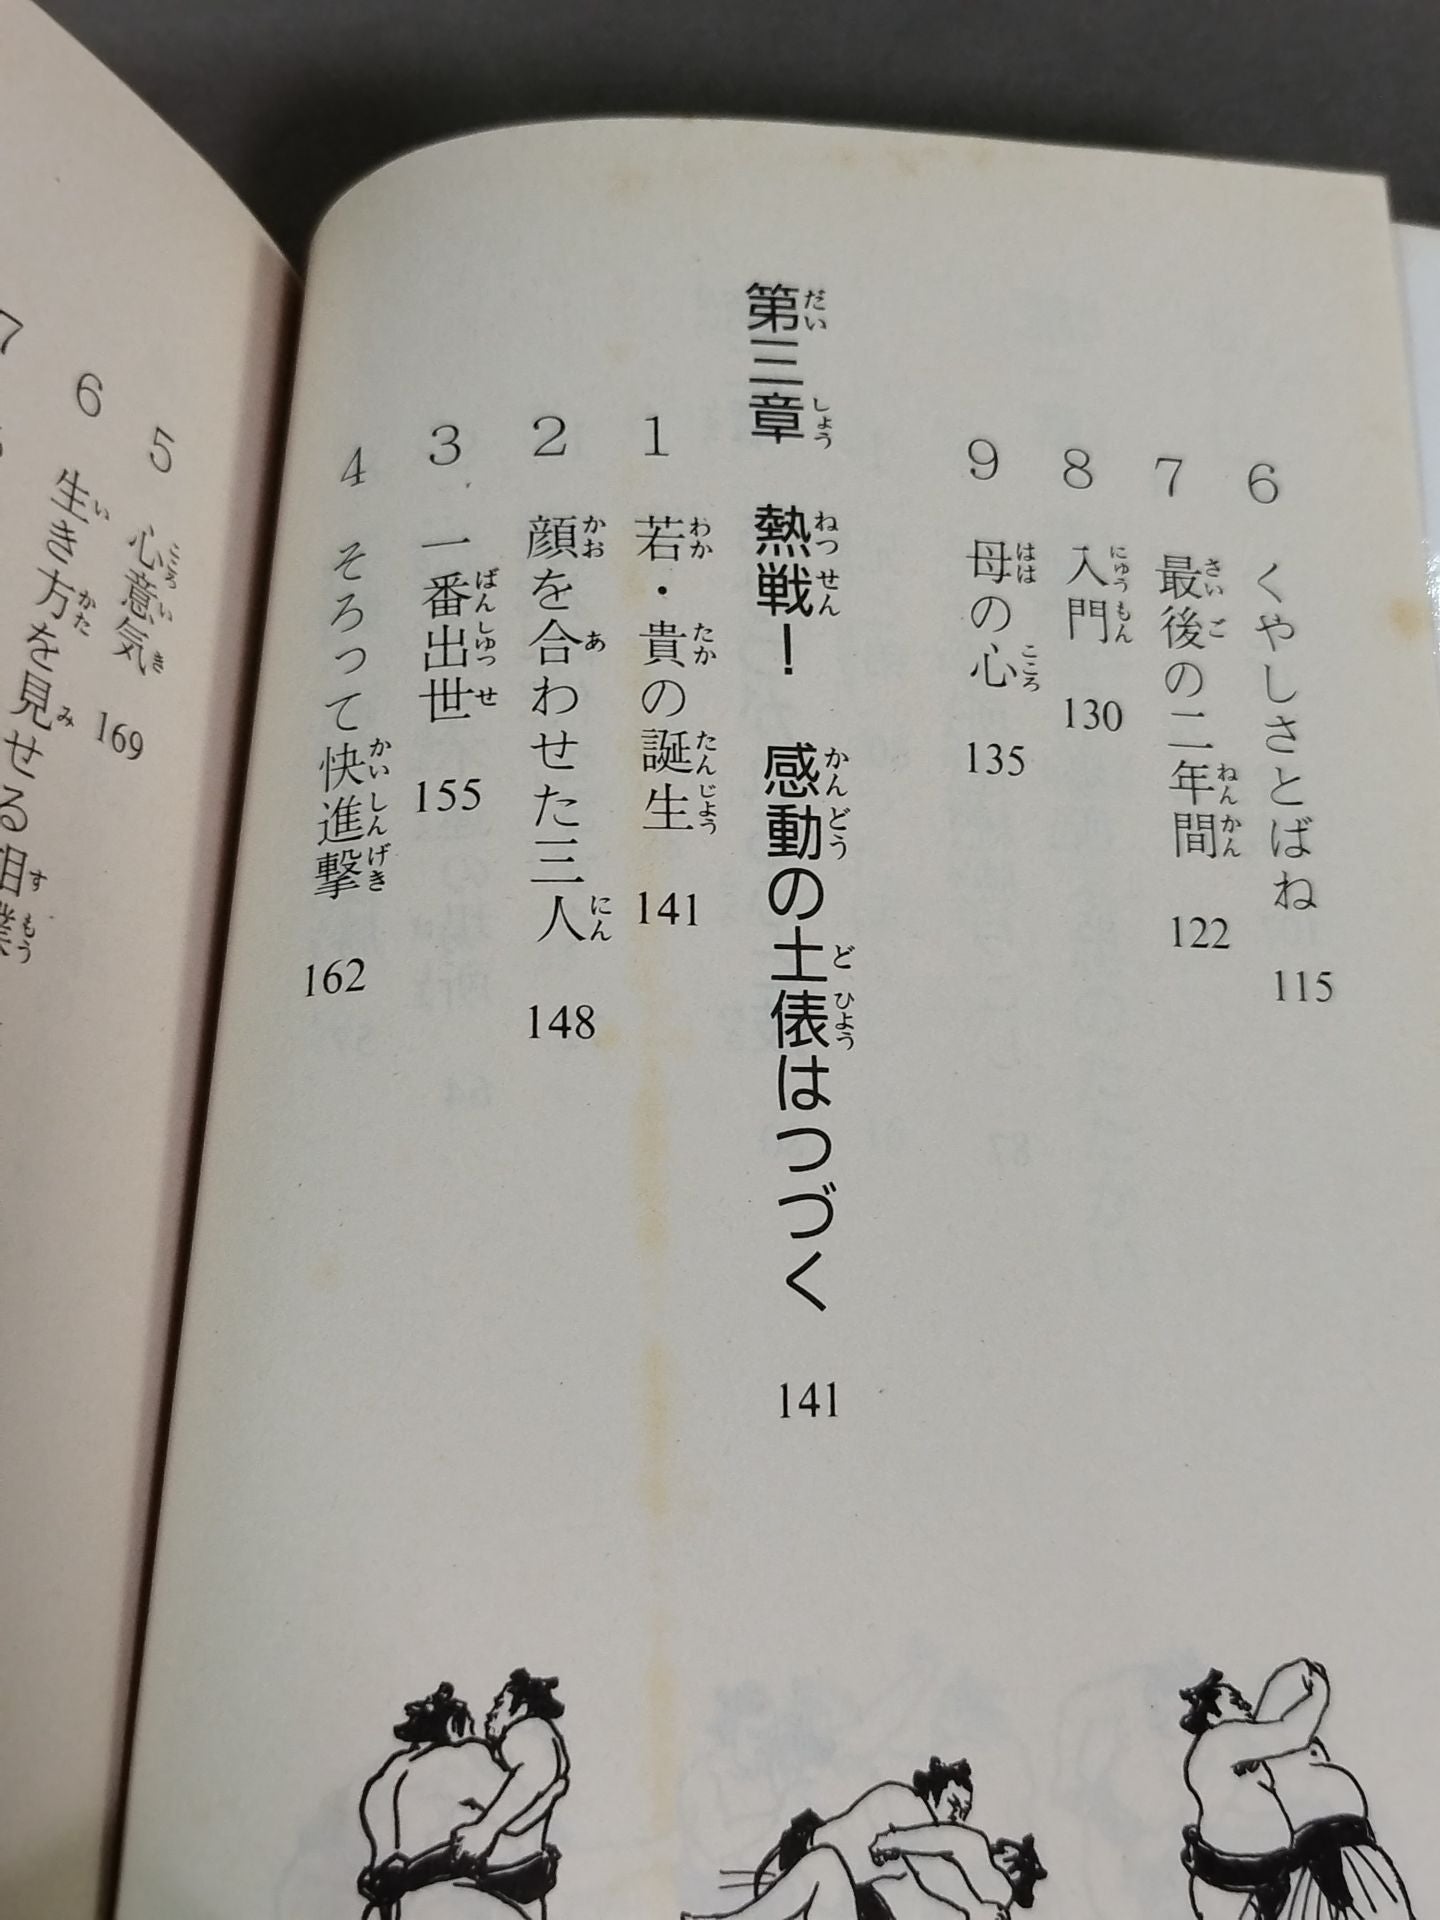 6 くやしさとばね 115
7 最後の二年間 122
8 入門 130
9 母の心 135
第三章 熱戦! 感動の土俵はつづく 141
1 若・貴の誕生 141
2 顔を合わせた三人 148
3 一番出世 155
4 そろって快進撃 162
5 心意気 169
6 生き方を見せる相撲
7